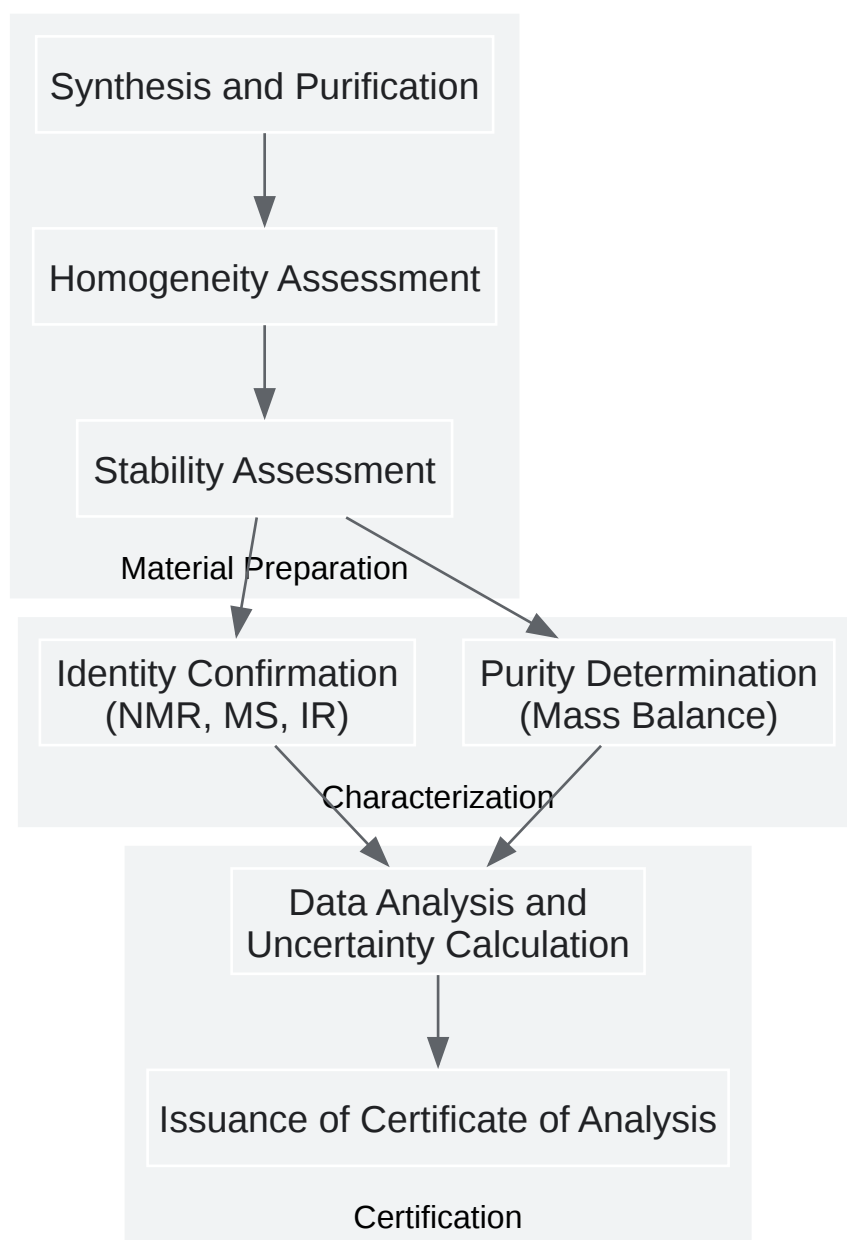 Synthesis and Purification
Homogeneity Assessment
Stability Assessment
Material Preparation
Identity Confirmation
(NMR, MS, IR)
Purity Determination
(Mass Balance)
Characterization
Data Analysis and
Uncertainty Calculation
Issuance of Certificate of Analysis
Certification